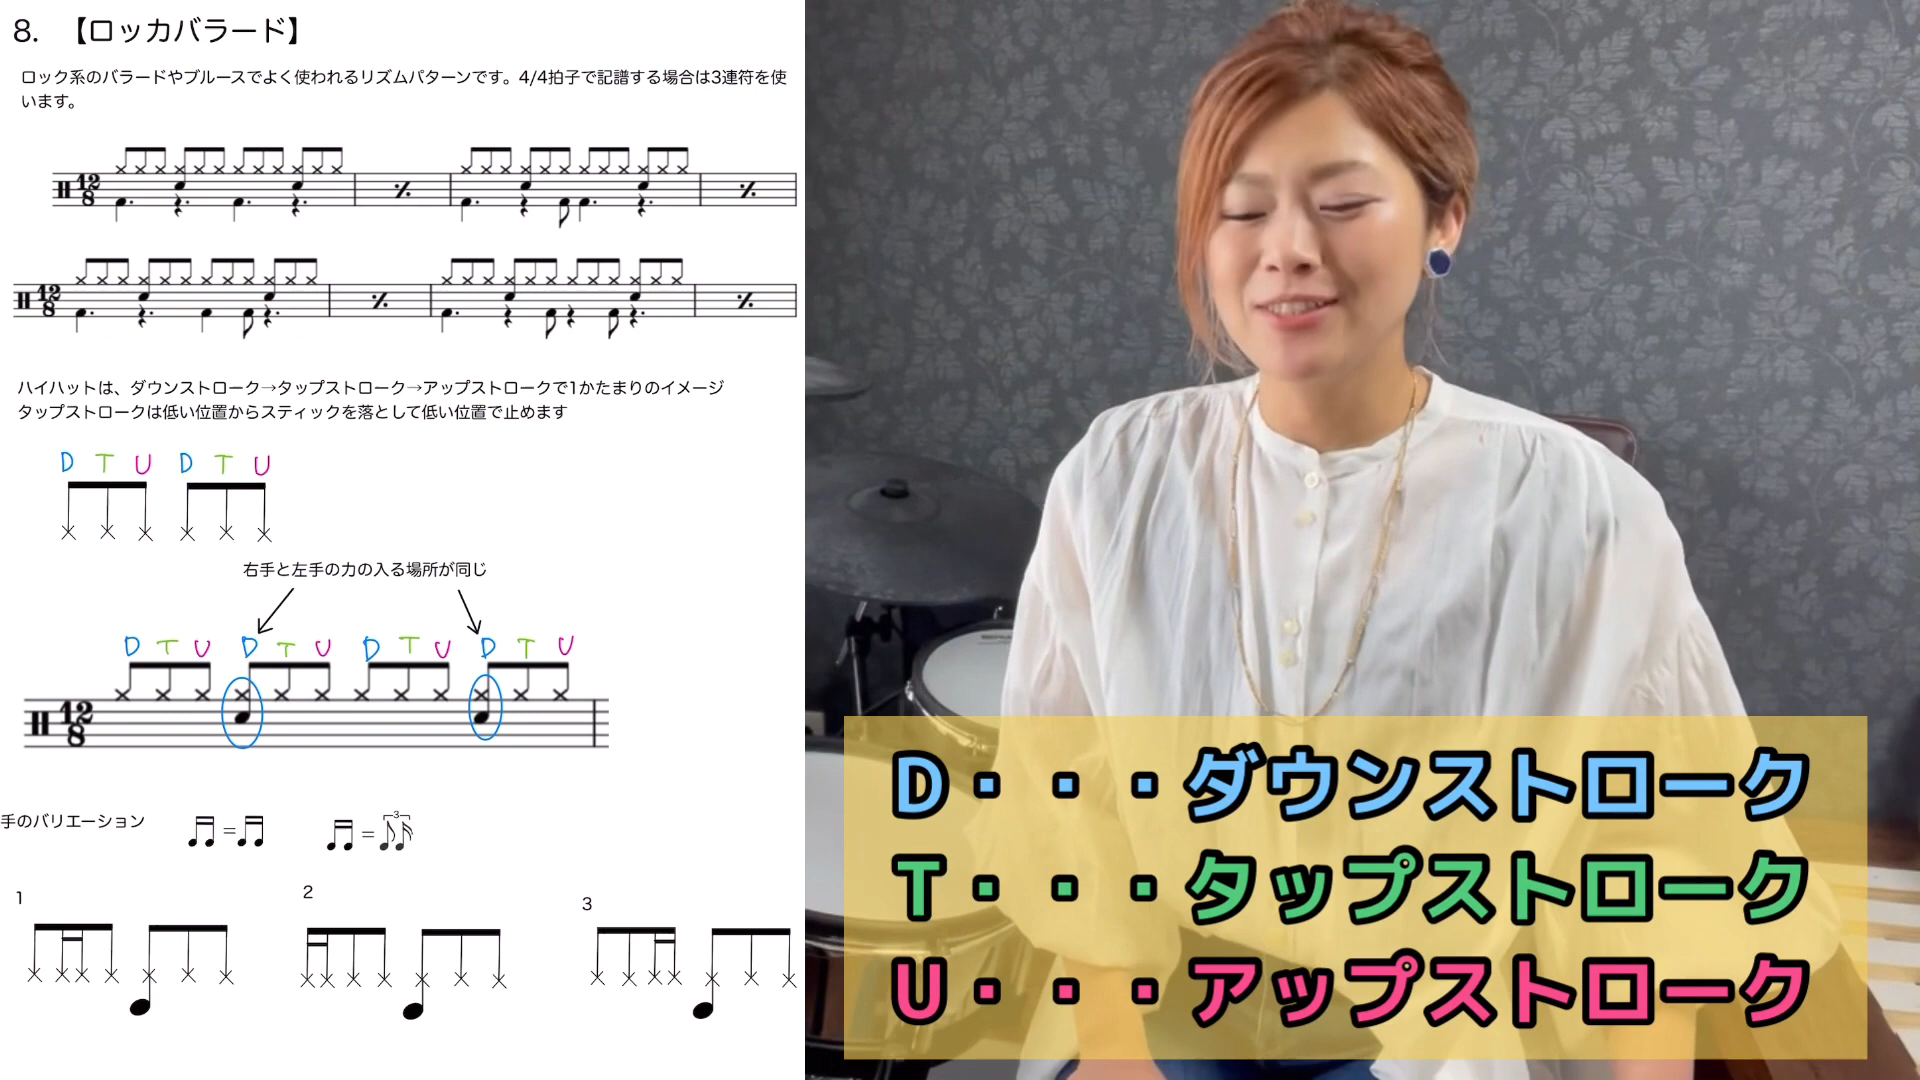 8. 【ロッカバラード】
ロック系のバラードやブルースでよく使われるリズムパターンです。4/4拍子で記譜する場合は3連符を使
います。
12
8
12
8
ハイハットは、ダウンストローク→タップストローク→アップストロークで1かたまりのイメージ
タップストロークは低い位置からスティックを落として低い位置で止めます
D T U D T U
右手と左手の力の入る場所が同じ
D T U D T U D T U D T U
12
8
手のバリエーション
= = 3
1 2 3
D・・・ダウンストローク
T・・・タップストローク
U・・・アップストローク